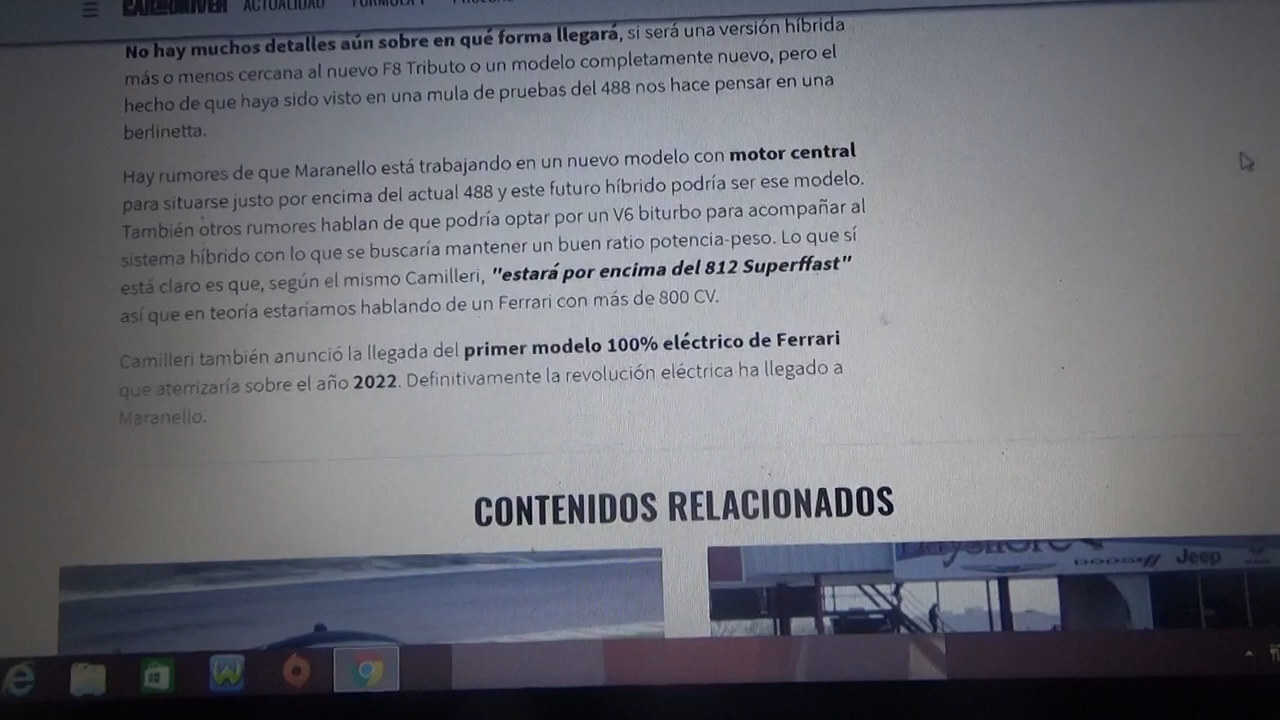 CAR and DRIVER ACTUALIDAD FÓRMULA 1
No hay muchos detalles aún sobre en qué forma llegará, si será una versión híbrida
más o menos cercana al nuevo F8 Tributo o un modelo completamente nuevo, pero el
hecho de que haya sido visto en una mula de pruebas del 488 nos hace pensar en una
berlinetta.
Hay rumores de que Maranello está trabajando en un nuevo modelo con motor central
para situarse justo por encima del actual 488 y este futuro híbrido podría ser ese modelo.
También otros rumores hablan de que podría optar por un V6 biturbo para acompañar al
sistema híbrido con lo que se buscaría mantener un buen ratio potencia-peso. Lo que sí
está claro es que, según el mismo Camilleri, "estará por encima del 812 Superffast"
así que en teoría estaríamos hablando de un Ferrari con más de 800 CV.
Camilleri también anunció la llegada del primer modelo 100% eléctrico de Ferrari
que aterrizaría sobre el año 2022. Definitivamente la revolución eléctrica ha llegado a
Maranello.
CONTENIDOS RELACIONADOS
DODGE Jeep